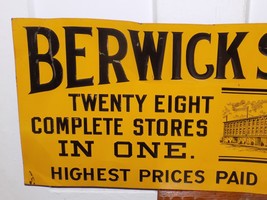 BERWICK S
TWENTY EIGHT
COMPLETE STORES
IN ONE.
HIGHEST PRICES PAID